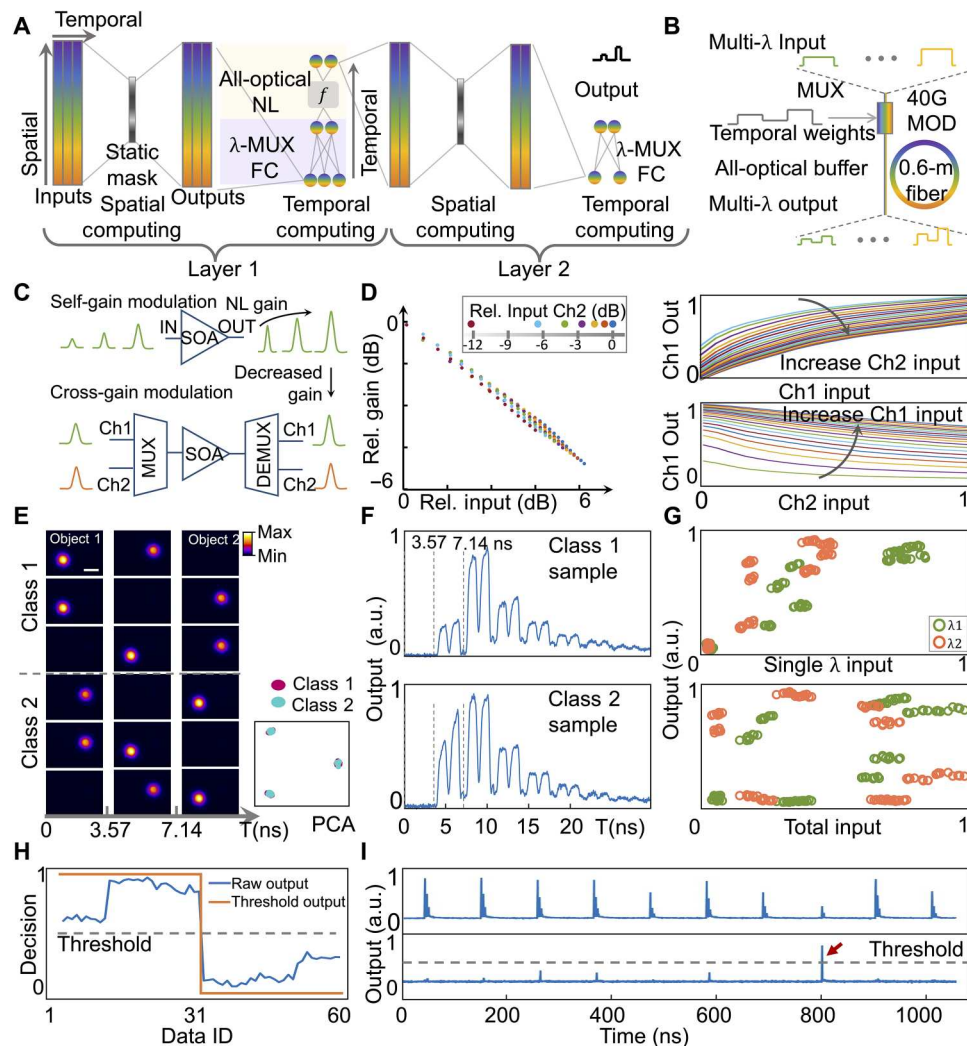 A
Temporal
Spatial
Inputs
Static
mask
Outputs
Spatial
computing
All-optical
NL
f
λ-MUX
FC
Temporal
computing
Temporal
Layer 1
Spatial
computing
Output
λ-MUX
FC
Temporal
computing
Layer 2
B
Multi-λ Input
MUX
Temporal weights
40G
MOD
All-optical buffer
0.6-m
fiber
Multi-λ output
C
Self-gain modulation
NL gain
IN
SOA
OUT
Decreased
gain
Cross-gain modulation
Ch1
Ch2
MUX
SOA
DEMUX
Ch1
Ch2
D
Rel. Input Ch2 (dB)
-12 -9 -6 -3 0
Rel. gain (dB)
0
−6
0
Rel. input (dB)
6
Ch1 Out
1
0
Increase Ch2 input
Ch1 input
Ch1 Out
1
0
Increase Ch1 input
0
Ch2 input
1
E
Object 1
Object 2
Max
Min
Class 1
Class 2
Class 1
Class 2
PCA
0
3.57
7.14
T(ns)
F
1
3.57
7.14 ns
Class 1
sample
Output (a.u.)
0
1
Class 2
sample
0
0 5 10 15 20 T(ns)
G
1
Output (a.u.)
0
λ1
λ2
Single λ input
1
1
0
0
Total input
1
H
1
Decision
0
Raw output
Threshold output
Threshold
1
31
60
Data ID
I
1
Output (a.u.)
0
1
0
Threshold
0 200 400 600 800 1000
Time (ns)